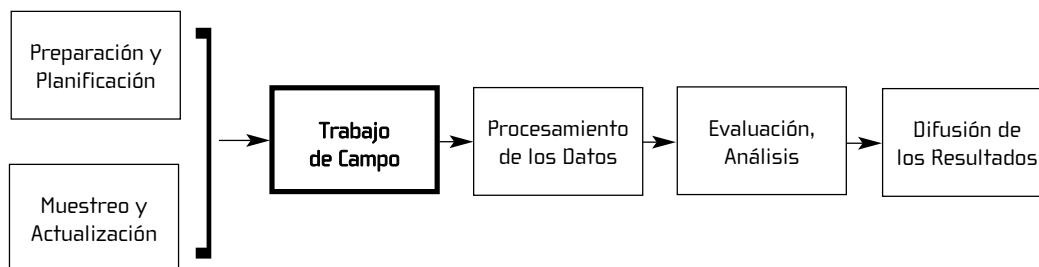 Preparación y
Planificación
Muestreo y
Actualización
Trabajo
de Campo
Procesamiento
de los Datos
Evaluación,
Análisis
Difusión de
los Resultados